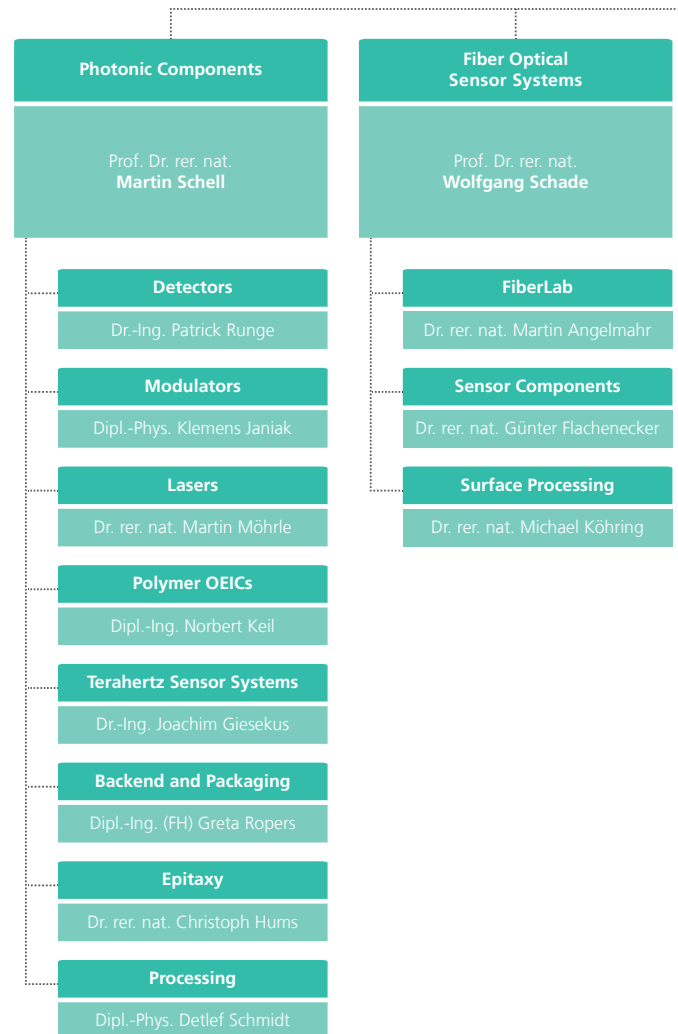 Photonic Components
Prof. Dr. rer. nat.
Martin Schell
Detectors
Dr.-Ing. Patrick Runge
Modulators
Dipl.-Phys. Klemens Janiak
Lasers
Dr. rer. nat. Martin Möhrle
Polymer OEICs
Dipl.-Ing. Norbert Keil
Terahertz Sensor Systems
Dr.-Ing. Joachim Giesekus
Backend and Packaging
Dipl.-Ing. (FH) Greta Ropers
Epitaxy
Dr. rer. nat. Christoph Hums
Processing
Dipl.-Phys. Detlef Schmidt
Fiber Optical
Sensor Systems
Prof. Dr. rer. nat.
Wolfgang Schade
FiberLab
Dr. rer. nat. Martin Angelmahr
Sensor Components
Dr. rer. nat. Günter Flachenecker
Surface Processing
Dr. rer. nat. Michael Köhring